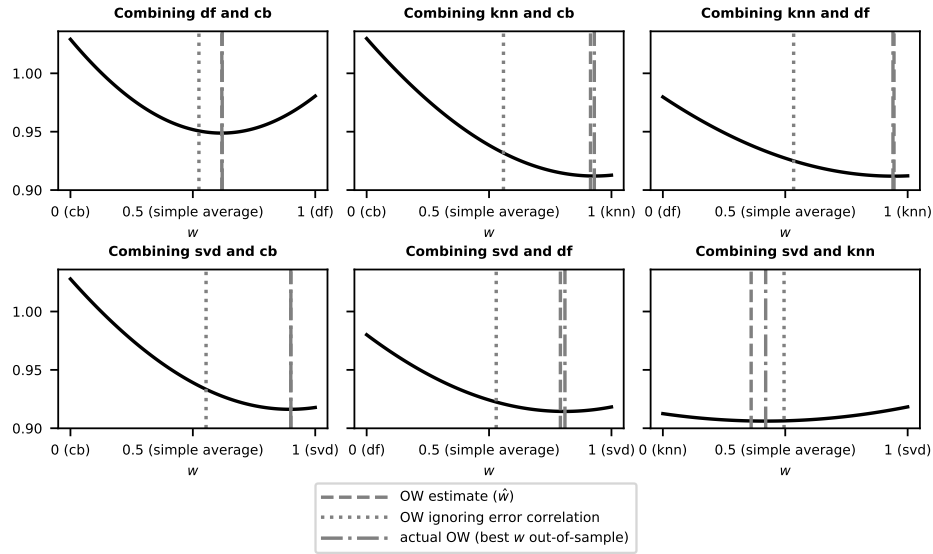 Combining df and cb
Combining knn and cb
Combining knn and df
1.00
0.95
0.90
0 (cb) 0.5 (simple average) 1 (df)
w
0 (cb) 0.5 (simple average) 1 (knn)
w
0 (df) 0.5 (simple average) 1 (knn)
w
Combining svd and cb
Combining svd and df
Combining svd and knn
1.00
0.95
0.90
0 (cb) 0.5 (simple average) 1 (svd)
w
0 (df) 0.5 (simple average) 1 (svd)
w
0 (knn) 0.5 (simple average) 1 (svd)
w
OW estimate (ŵ)
OW ignoring error correlation
actual OW (best w out-of-sample)